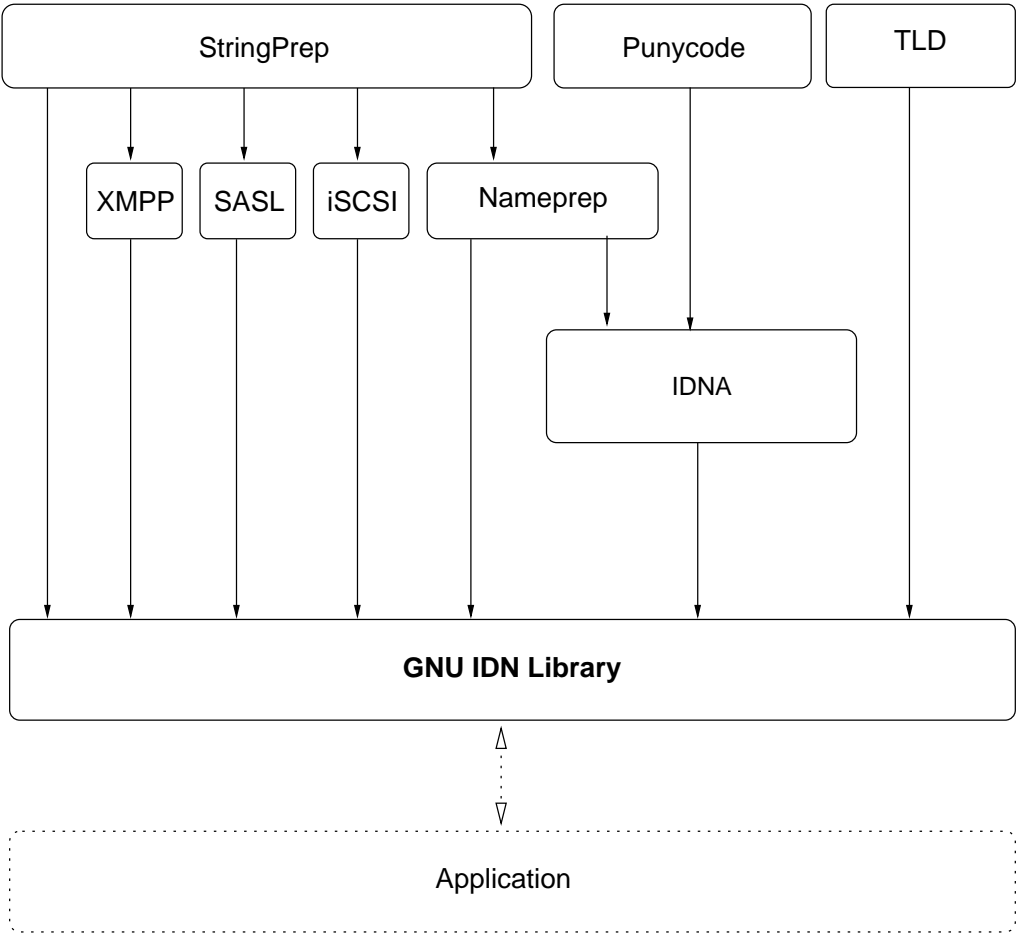 StringPrep
Punycode
TLD
XMPP
SASL
iSCSI
Nameprep
IDNA
GNU IDN Library
Application